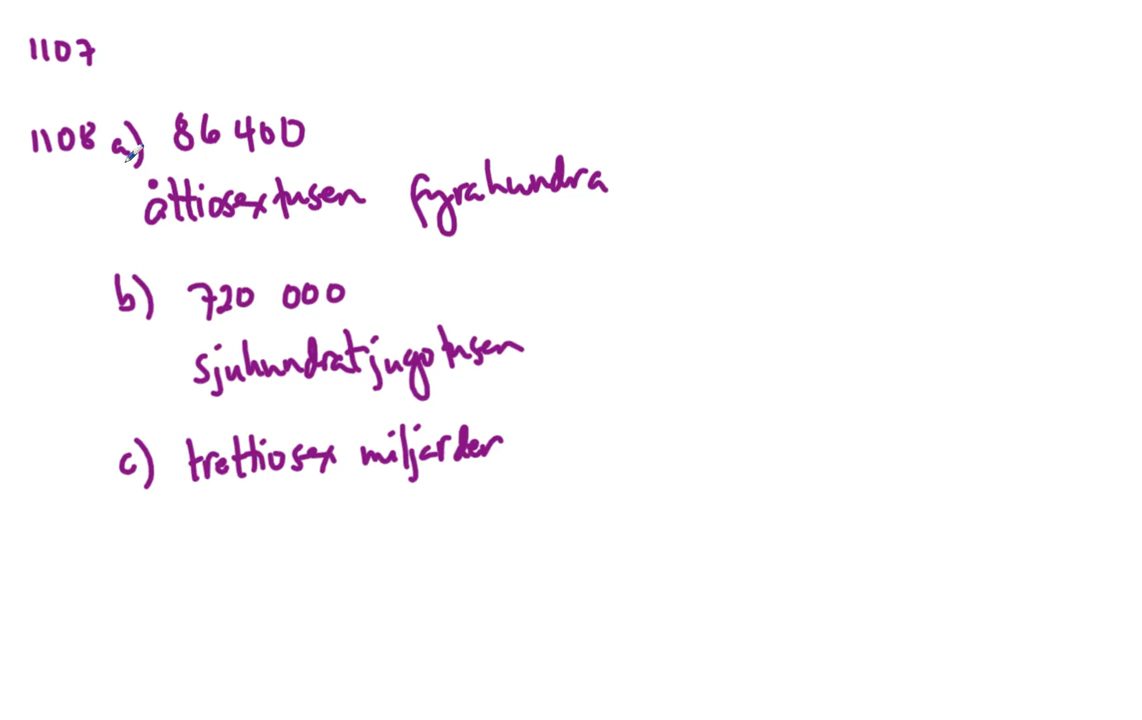 1107
1108 a) 86 400
åttiosextusen fyrahundra
b) 720 000
sjuhundratjugotusen
c) trettiosex miljarder